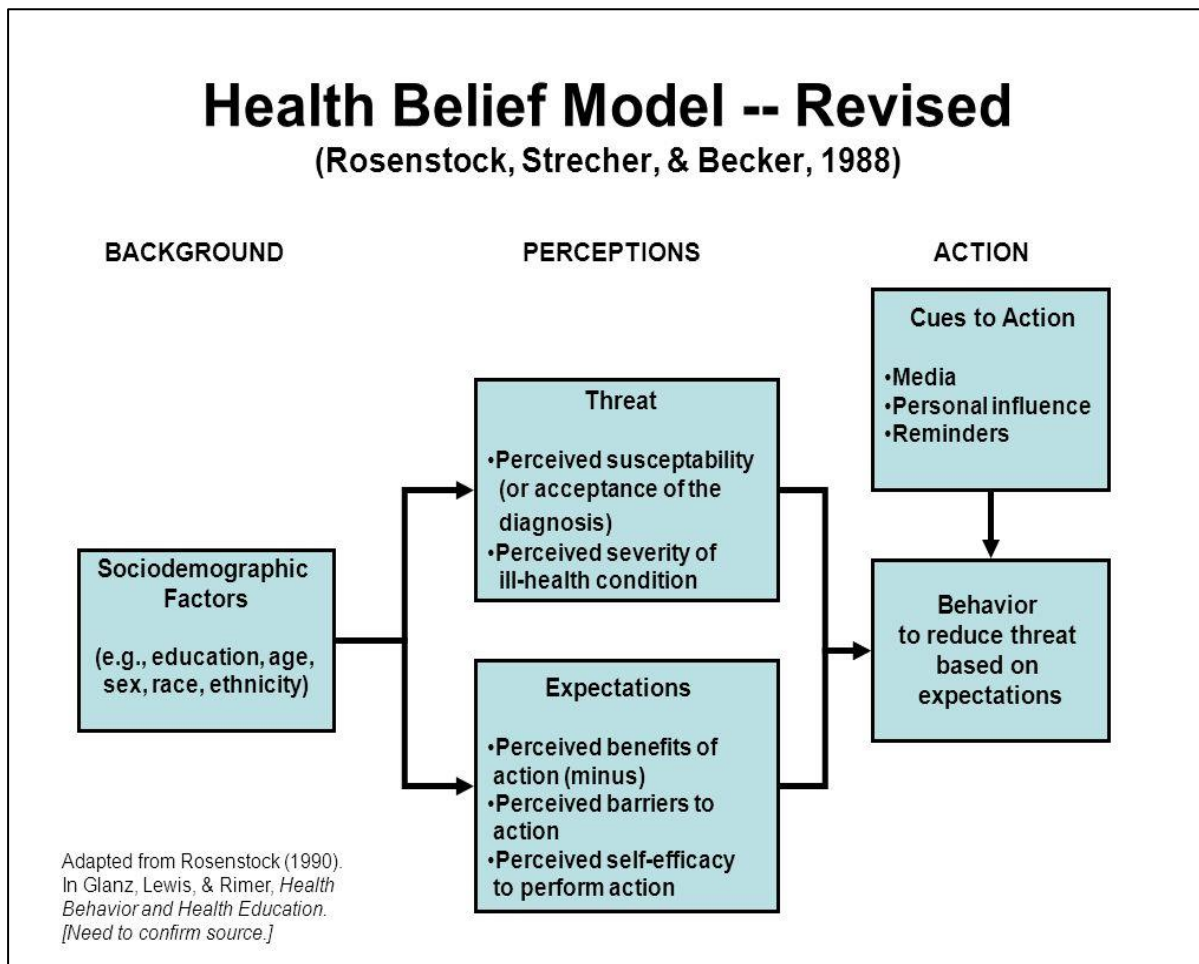 Health Belief Model -- Revised
(Rosenstock, Strecher, & Becker, 1988)
BACKGROUND
PERCEPTIONS
ACTION
Sociodemographic
Factors
(e.g., education, age,
sex, race, ethnicity)
Threat
•Perceived susceptability
(or acceptance of the
diagnosis)
•Perceived severity of
ill-health condition
Expectations
•Perceived benefits of
action (minus)
•Perceived barriers to
action
•Perceived self-efficacy
to perform action
Cues to Action
•Media
•Personal influence
•Reminders
Behavior
to reduce threat
based on
expectations
Adapted from Rosenstock (1990).
In Glanz, Lewis, & Rimer, Health
Behavior and Health Education.
[Need to confirm source.]